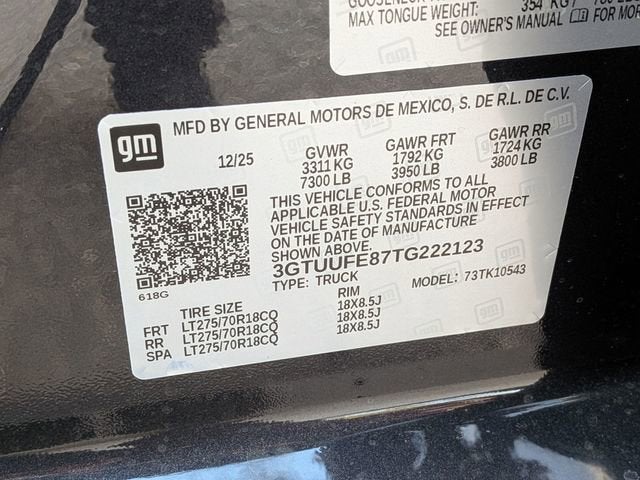 MAX TONGUE WEIGHT: 354 KG
SEE OWNER'S MANUAL FOR
gm MFD BY GENERAL MOTORS DE MEXICO, S. DE R.L. DE C.V.
12/25 GVWR GAWR FRT GAWR RR
3311 KG 1792 KG 1724 KG
7300 LB 3950 LB 3800 LB
THIS VEHICLE CONFORMS TO ALL
APPLICABLE U.S. FEDERAL MOTOR
VEHICLE SAFETY STANDARDS IN EFFECT
ON THE DATE OF MANUFACTURE
SHOWN ABOVE.
3GTUUFE87TG222123
TYPE: TRUCK MODEL: 73TK10543
618G
TIRE SIZE RIM
FRT LT275/70R18CQ 18X8.5J
RR LT275/70R18CQ 18X8.5J
SPA LT275/70R18CQ 18X8.5J